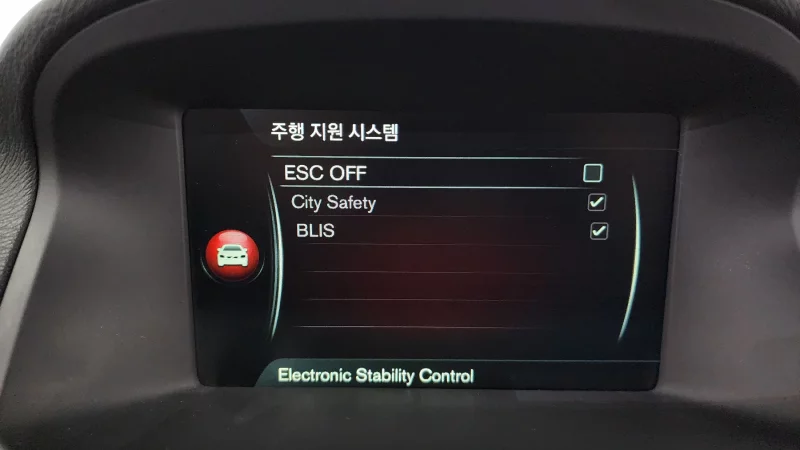 주행 지원 시스템
ESC OFF
City Safety
BLIS
Electronic Stability Control